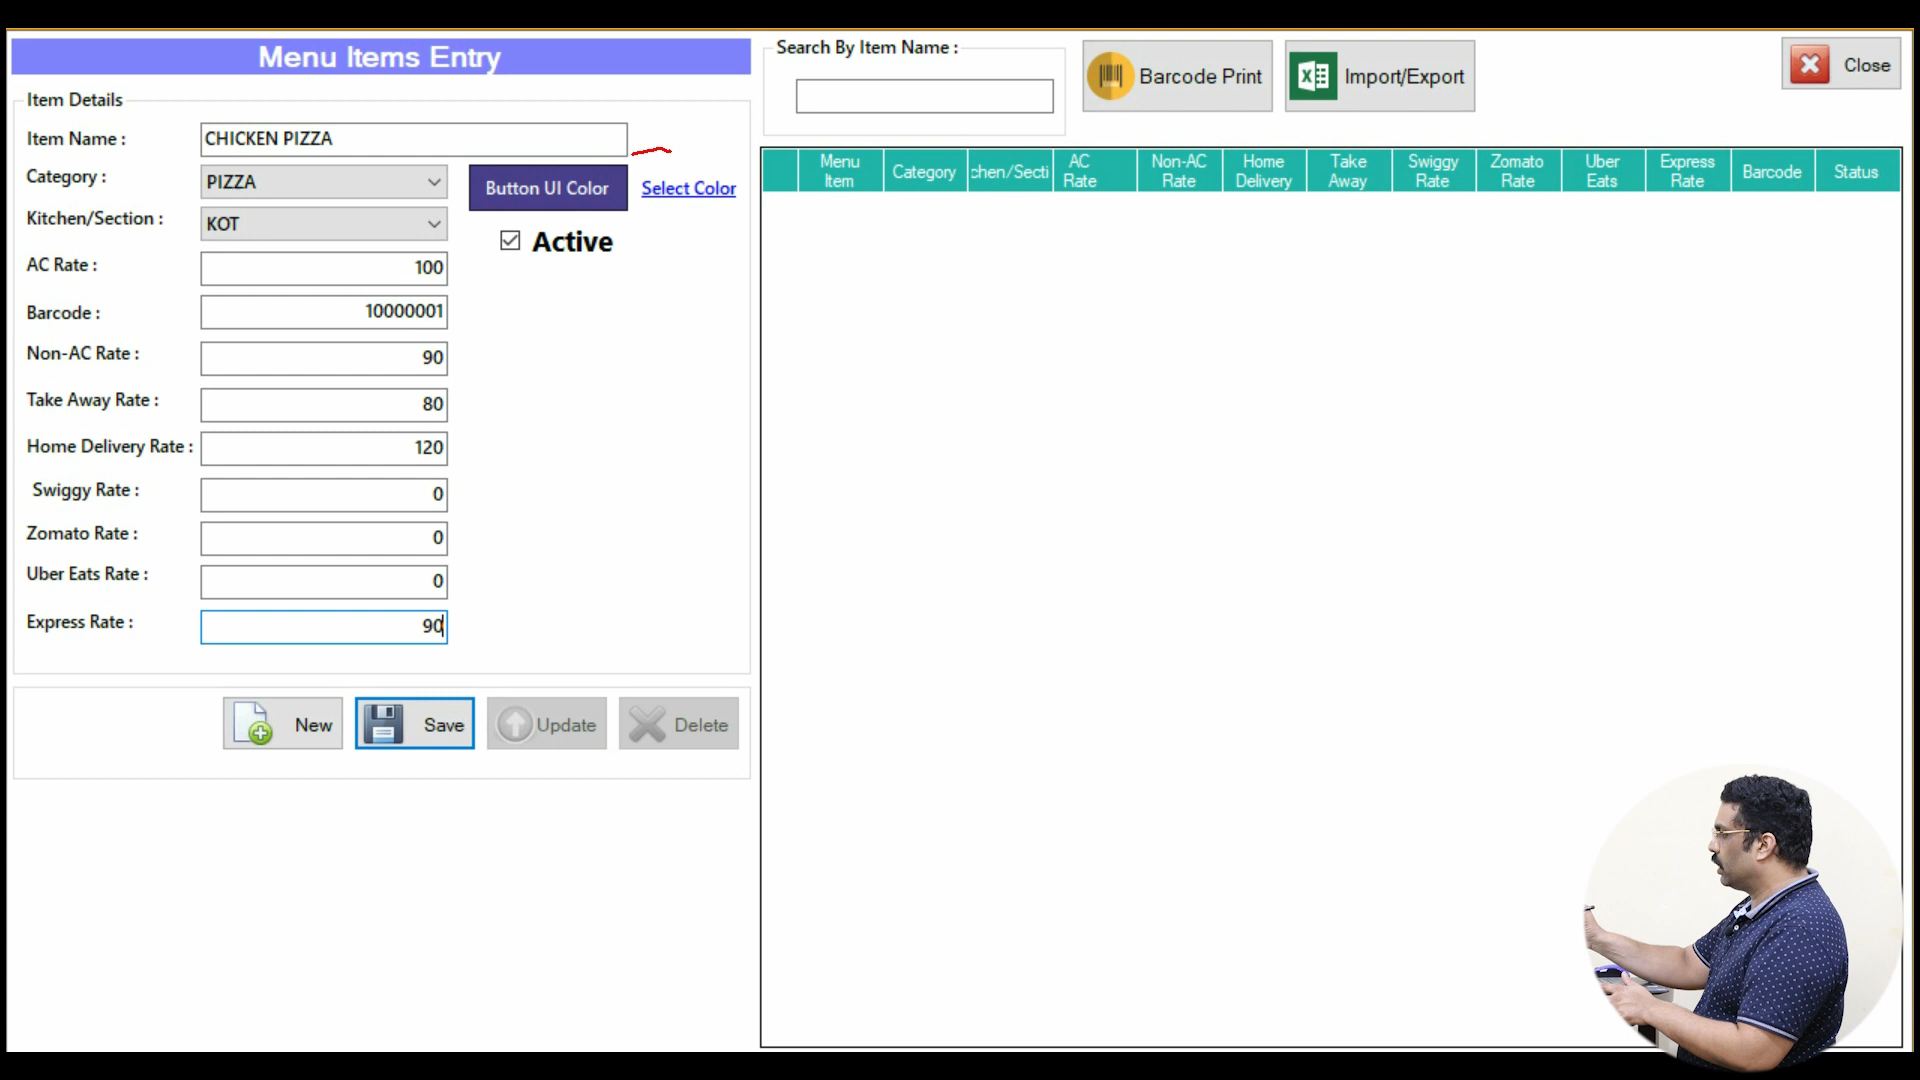 Menu Items Entry
Item Details
Item Name :
CHICKEN PIZZA
Category :
PIZZA
Button UI Color
Select Color
Kitchen/Section :
KOT
Active
AC Rate :
100
Barcode :
10000001
Non-AC Rate :
90
Take Away Rate :
80
Home Delivery Rate :
120
Swiggy Rate :
0
Zomato Rate :
0
Uber Eats Rate :
0
Express Rate :
90
New
Save
Update
Delete
Search By Item Name :
Barcode Print
Import/Export
Close
Menu Item
Category
chen/Secti
AC Rate
Non-AC Rate
Home Delivery
Take Away
Swiggy Rate
Zomato Rate
Uber Eats
Express Rate
Barcode
Status